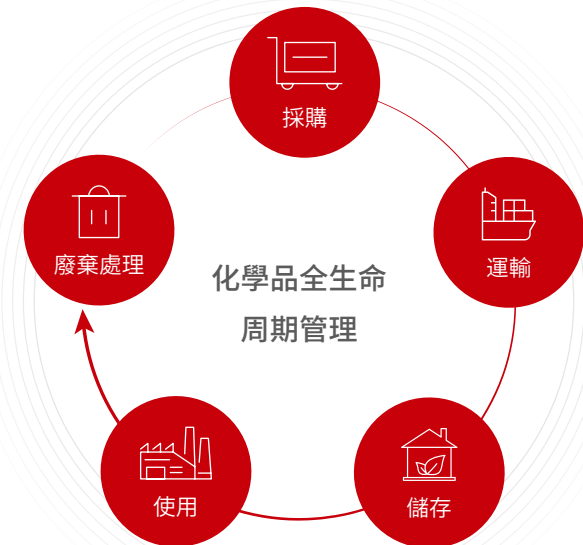 採購
運輸
廢棄處理
化學品全生命
周期管理
使用
儲存